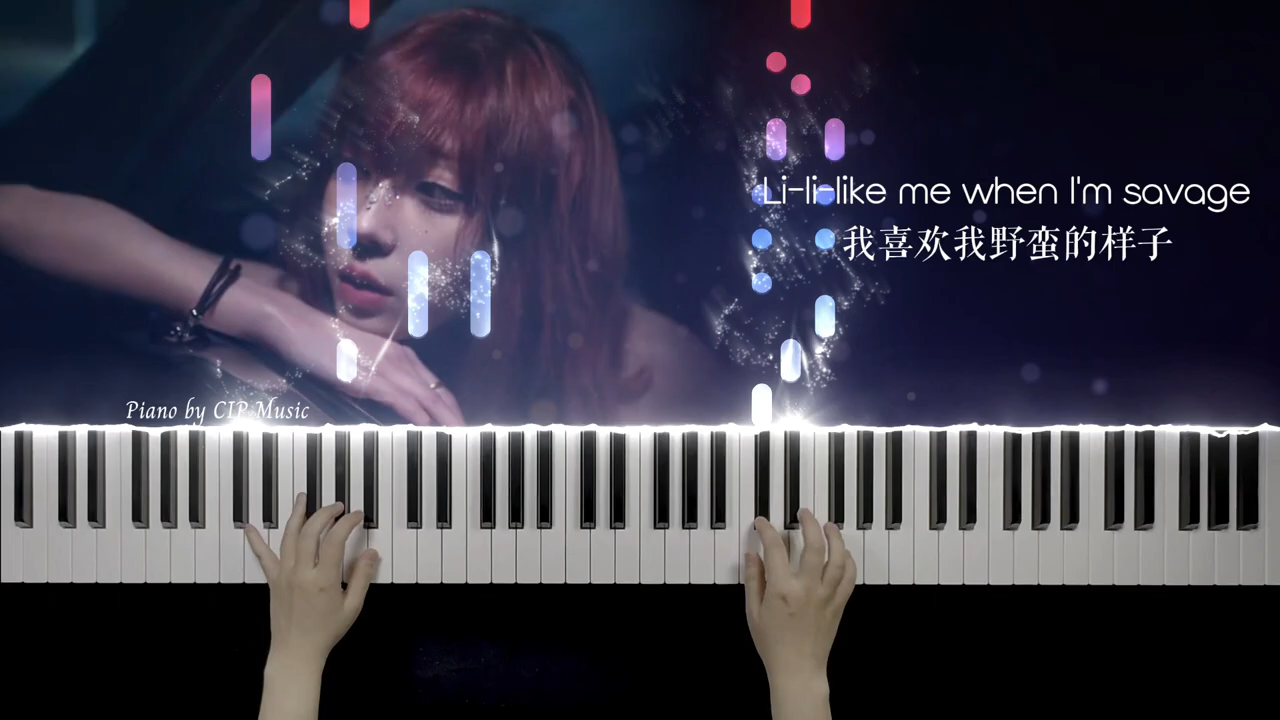 Li-li-like me when I'm savage
我喜欢我野蛮的样子
Piano by CIP Music